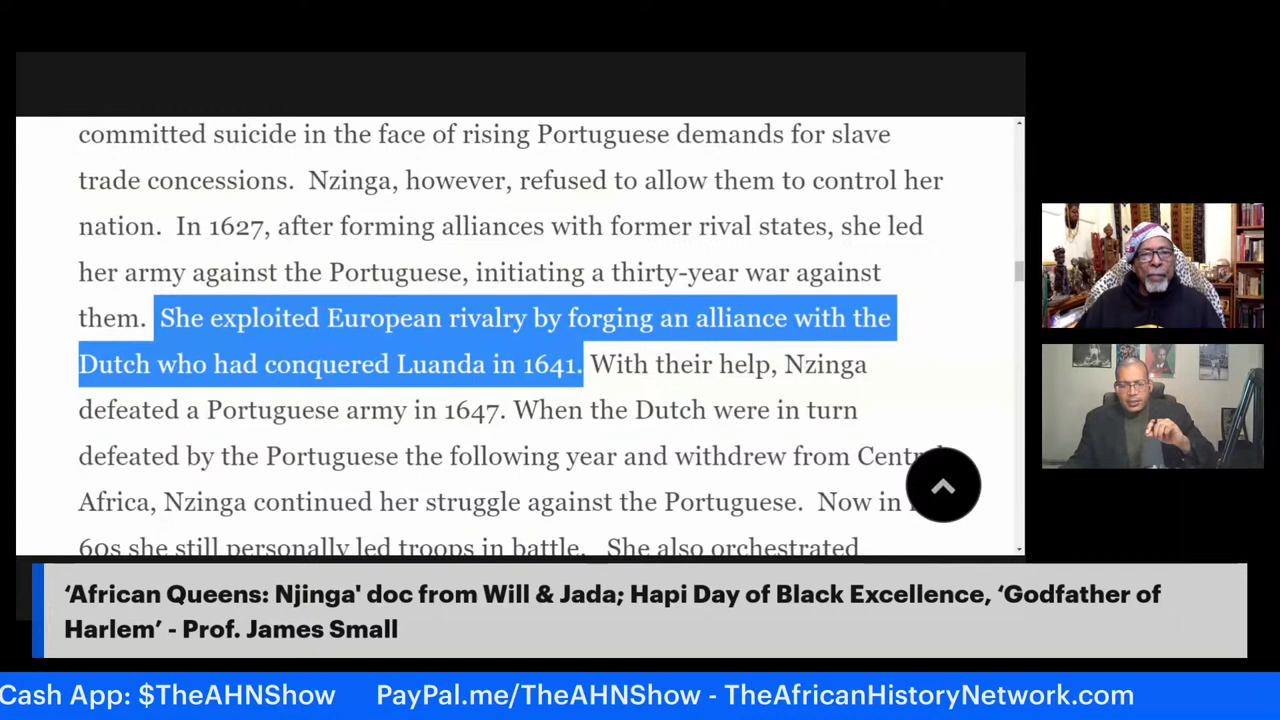 committed suicide in the face of rising Portuguese demands for slave
trade concessions. Nzinga, however, refused to allow them to control her
nation. In 1627, after forming alliances with former rival states, she led
her army against the Portuguese, initiating a thirty-year war against
them. She exploited European rivalry by forging an alliance with the
Dutch who had conquered Luanda in 1641. With their help, Nzinga
defeated a Portuguese army in 1647. When the Dutch were in turn
defeated by the Portuguese the following year and withdrew from
Africa, Nzinga continued her struggle against the Portuguese. Now in
60s she still personally led troops in battle. She also orchestrated
‘African Queens: Njinga' doc from Will & Jada; Hapi Day of Black Excellence, ‘Godfather of
Harlem’ - Prof. James Small
Cash App: $TheAHNShow PayPal.me/TheAHNShow - TheAfricanHistoryNetwork.com